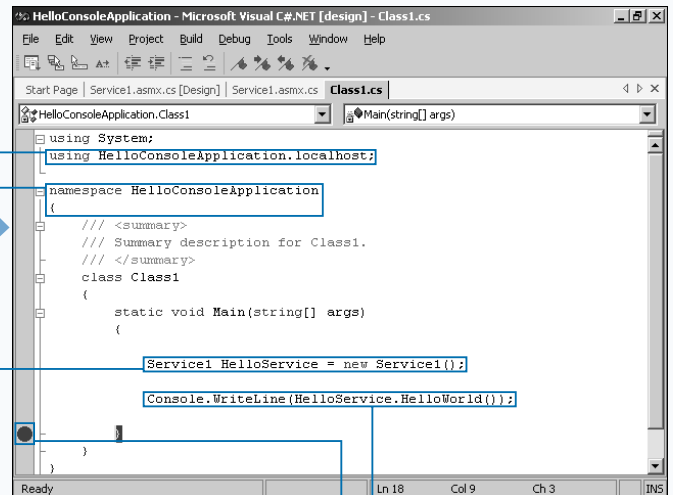 HelloConsoleApplication - Microsoft Visual C#.NET [design] - Class1.cs
File Edit View Project Build Debug Tools Window Help
Start Page Service1.asmx.cs [Design] Service1.asmx.cs Class1.cs
HelloConsoleApplication.Class1 Main(string[] args)
using System;
using HelloConsoleApplication.localhost;
namespace HelloConsoleApplication
{
/// <summary>
/// Summary description for Class1.
/// </summary>
class Class1
{
static void Main(string[] args)
{
Service1 HelloService = new Service1();
Console.WriteLine(HelloService.HelloWorld());
}
}
}
Ready Ln 18 Col 9 Ch 3 INS